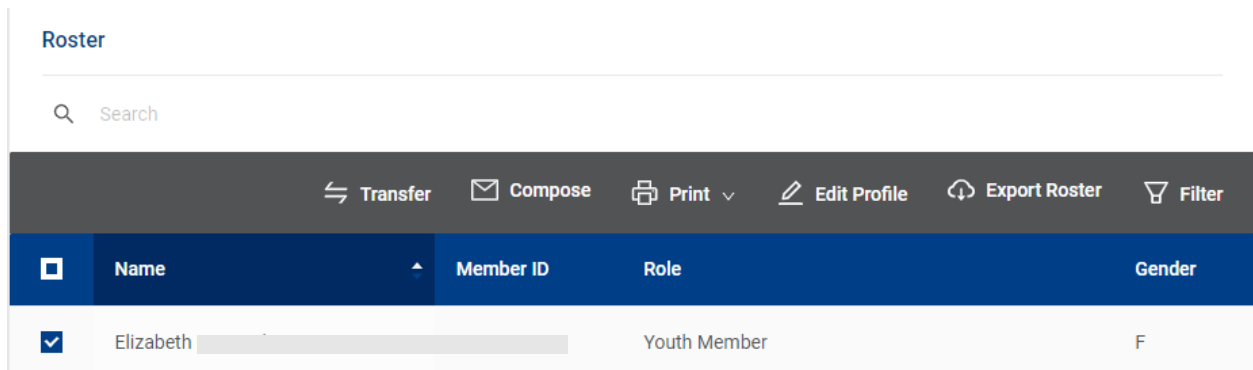 Roster
Search
Transfer Compose Print Edit Profile Export Roster Filter
Name Member ID Role Gender
Elizabeth Youth Member F